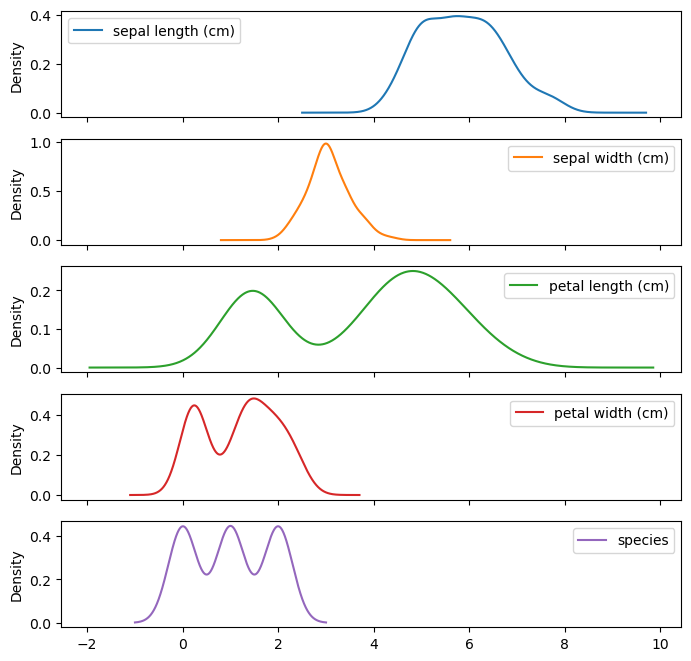 0.4
0.2
0.0
Density
sepal length (cm)
1.0
0.5
0.0
Density
sepal width (cm)
0.2
0.1
0.0
Density
petal length (cm)
0.4
0.2
0.0
Density
petal width (cm)
0.4
0.2
0.0
Density
species
−2 0 2 4 6 8 10